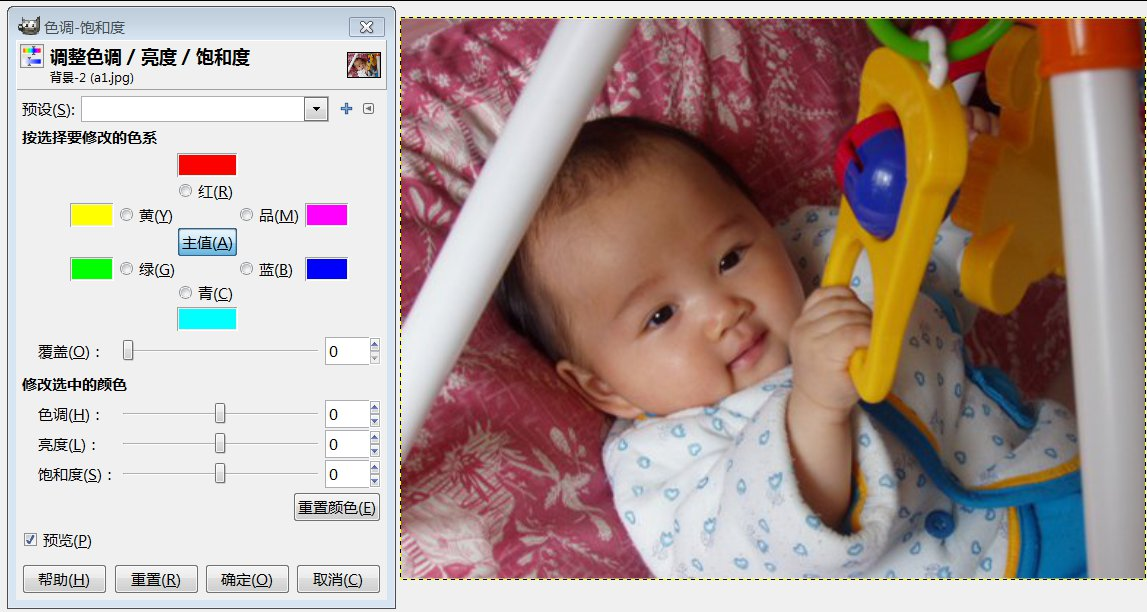 色调-饱和度
调整色调 / 亮度 / 饱和度
背景-2 (a1.jpg)
预设(S):
按选择要修改的色系
红(R)
黄(Y) 品(M)
主值(A)
绿(G) 蓝(B)
青(C)
覆盖(O) : 0
修改选中的颜色
色调(H) : 0
亮度(L) : 0
饱和度(S) : 0
重置颜色(E)
预览(P)
帮助(H) 重置(R) 确定(O) 取消(C)